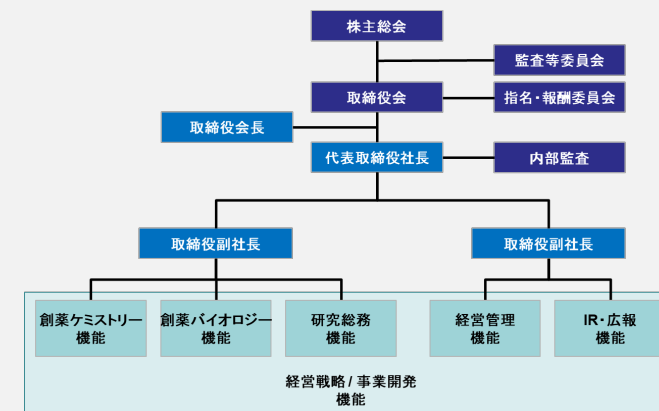 株主総会
監査等委員会
取締役会
指名・報酬委員会
取締役会長
代表取締役社長
内部監査
取締役副社長
取締役副社長
創薬ケミストリー
機能
創薬バイオロジー
機能
研究総務
機能
経営管理
機能
IR・広報
機能
経営戦略 / 事業開発
機能